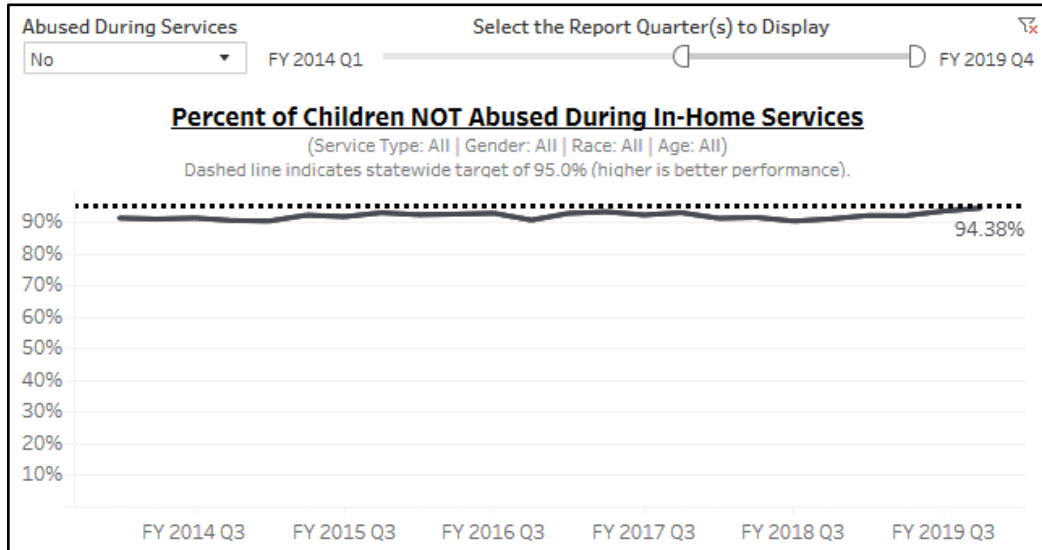 Abused During Services
Select the Report Quarter(s) to Display
No
FY 2014 Q1
FY 2019 Q4
Percent of Children NOT Abused During In-Home Services
(Service Type: All | Gender: All | Race: All | Age: All)
Dashed line indicates statewide target of 95.0% (higher is better performance).
90%
94.38%
80%
70%
60%
50%
40%
30%
20%
10%
FY 2014 Q3
FY 2015 Q3
FY 2016 Q3
FY 2017 Q3
FY 2018 Q3
FY 2019 Q3